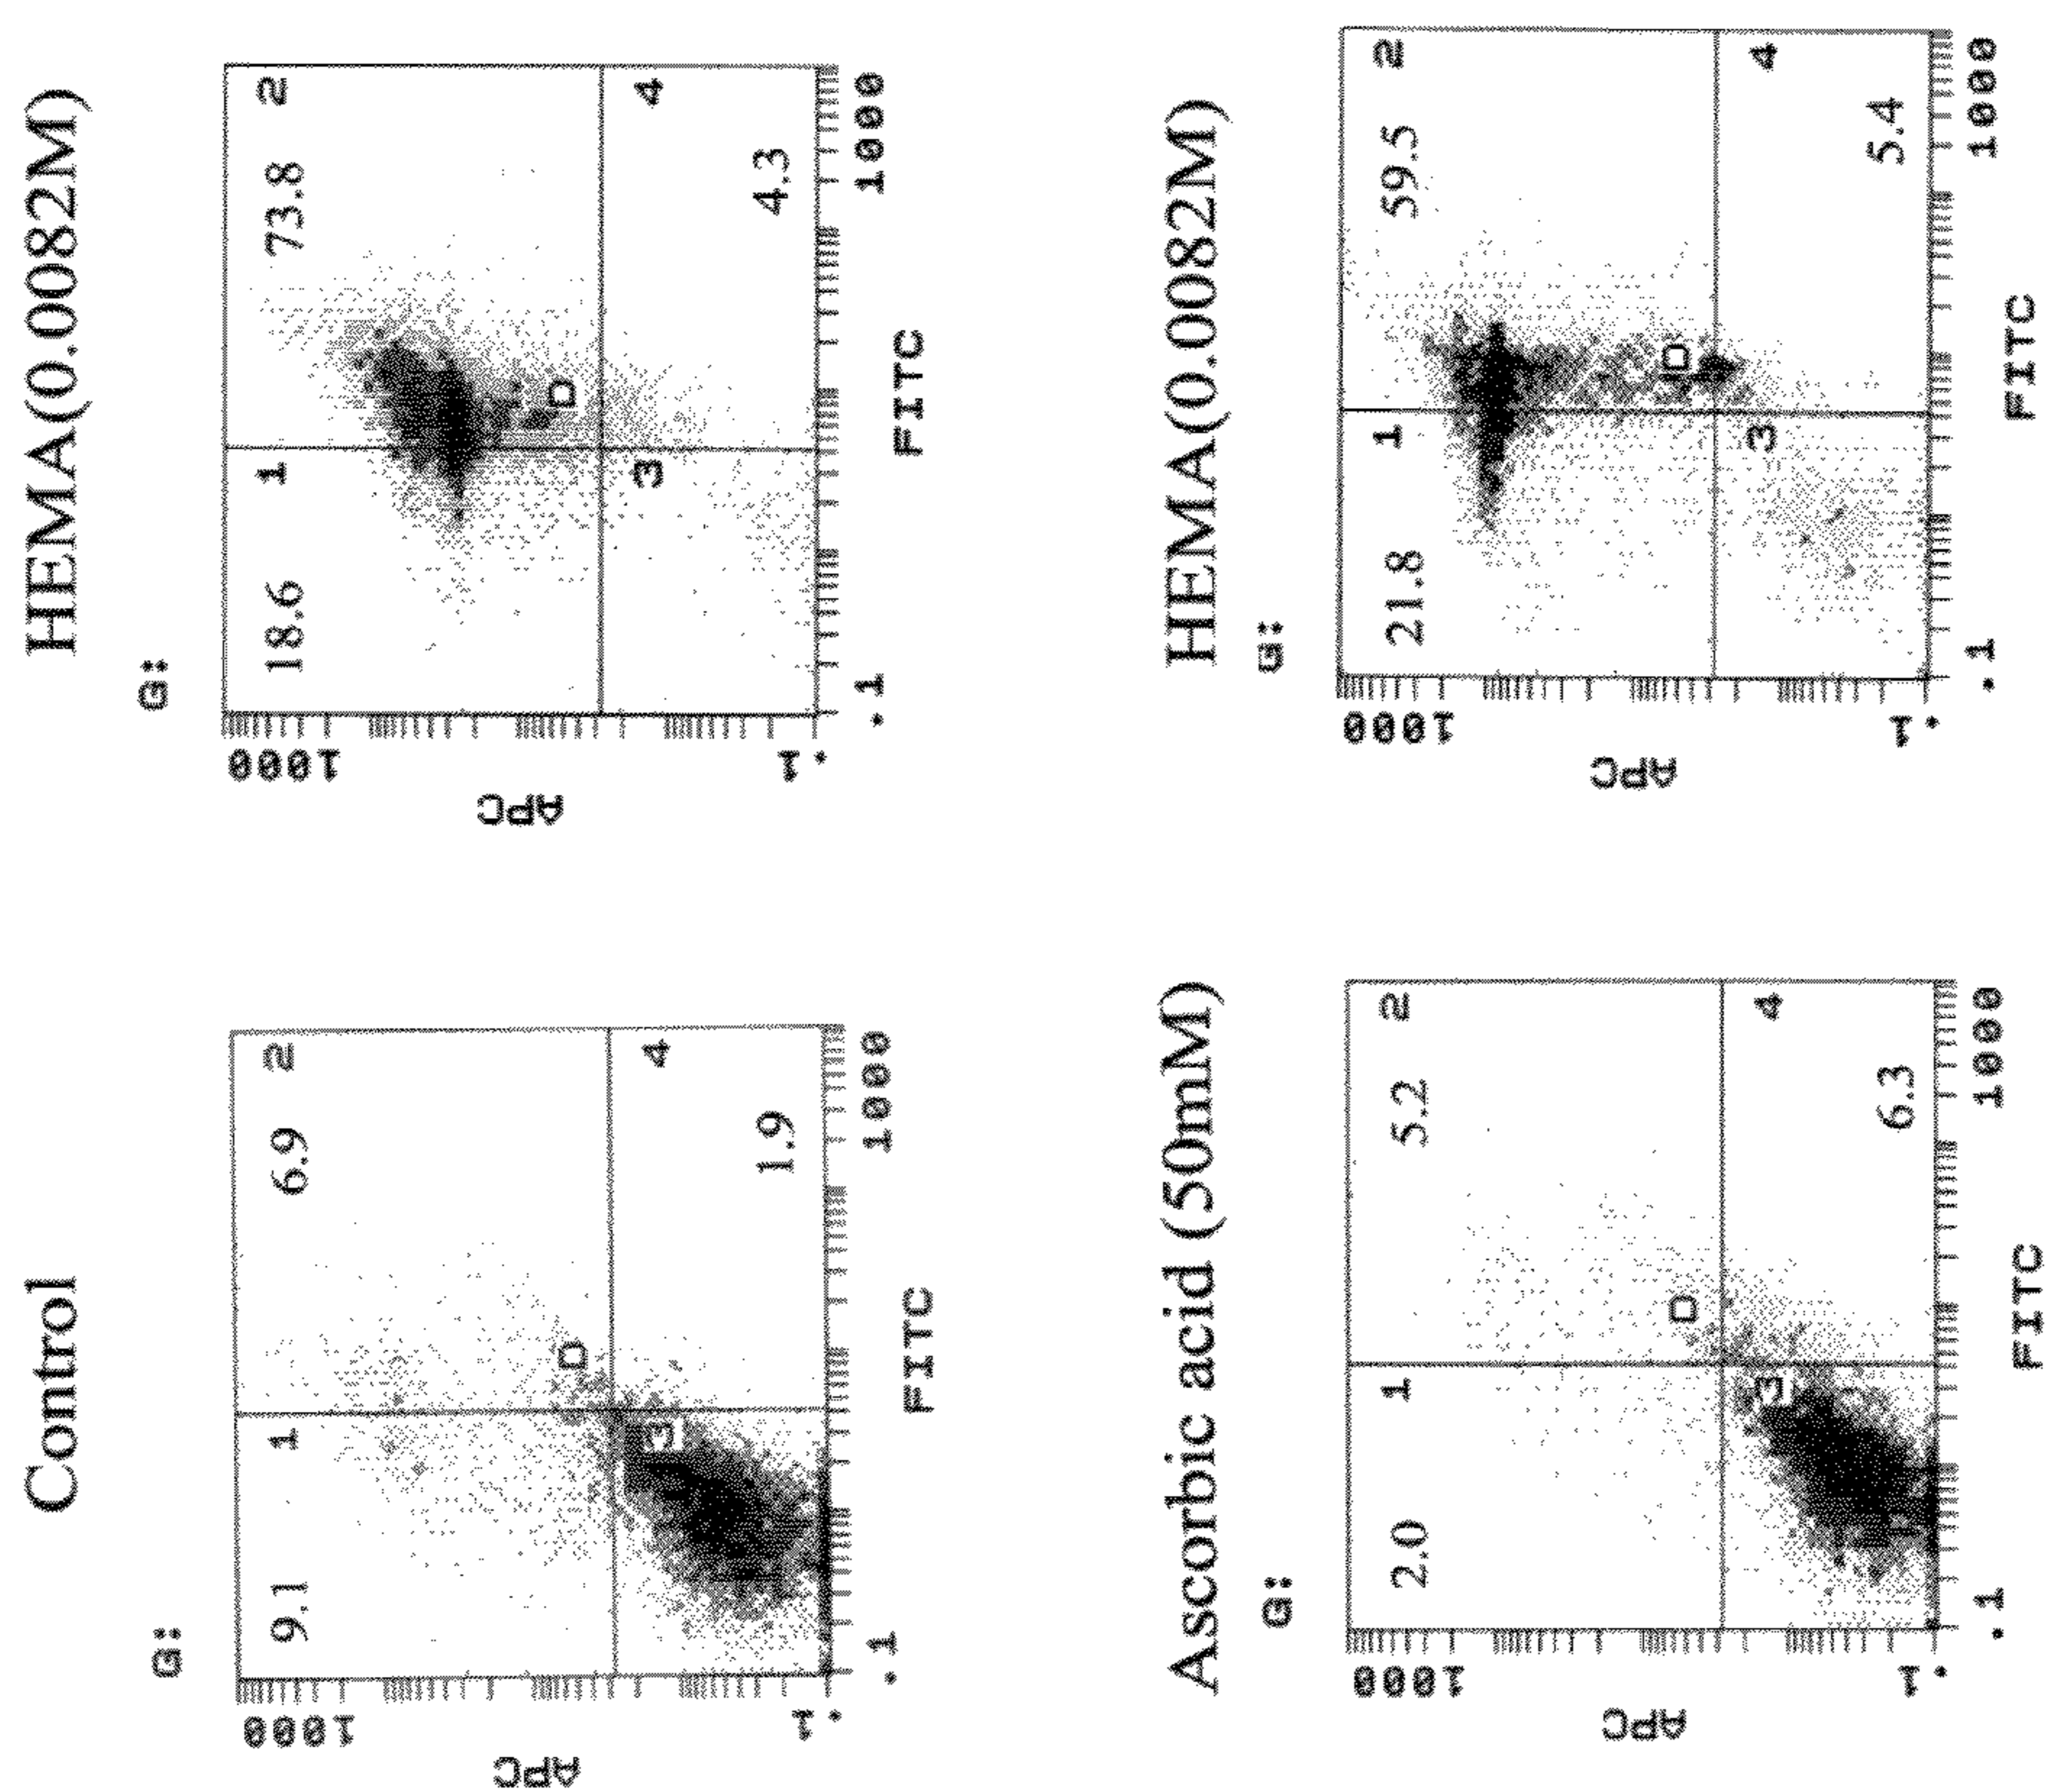 Control
G:
1000
9.1
1
6.9
2
APC
D
3
4
1.9
.1
.1
1000
FITC
HEMA(0.0082M)
G:
1000
18.6
1
73.8
2
APC
D
3
4
4.3
.1
.1
1000
FITC
Ascorbic acid (50mM)
G:
1000
2.0
1
5.2
2
APC
D
3
4
6.3
.1
.1
1000
FITC
HEMA(0.0082M)
G:
1000
21.8
1
59.5
2
APC
D
3
4
5.4
.1
.1
1000
FITC